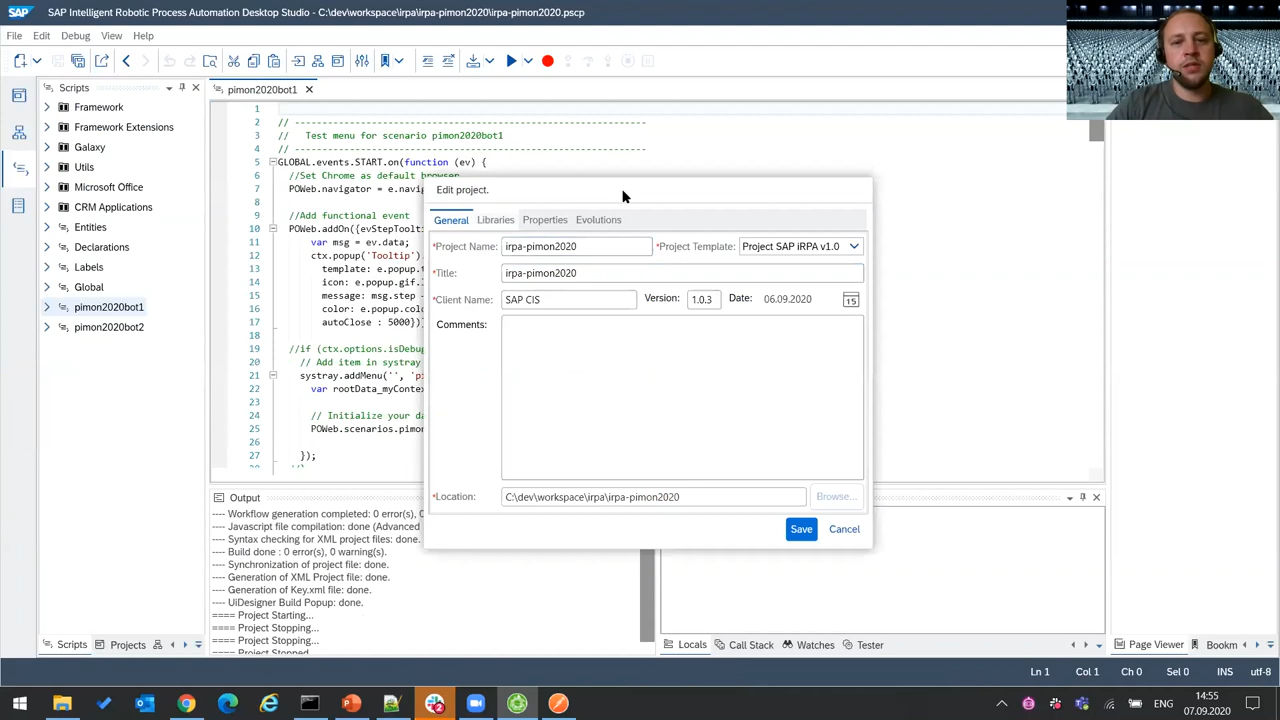 SAP Intelligent Robotic Process Automation Desktop Studio - C:\dev\workspace\irpa\irpa-pimon2020\irpa-pimon2020.pscp
File Edit Debug View Help
Scripts
pimon2020bot1
Framework
Framework Extensions
Galaxy
Utils
Microsoft Office
CRM Applications
Entities
Declarations
Labels
Global
pimon2020bot1
pimon2020bot2
1
2 // ----------------------------------------------------
3 // Test menu for scenario pimon2020bot1
4 // ----------------------------------------------------
5 GLOBAL.events.START.on(function (ev) {
6 //Set Chrome as default browser
7 POWeb.navigator = e.navig
8
9 //Add functional event
10 POWeb.addOn({evStepToolti
11 var msg = ev.data;
12 ctx.popup('Tooltip').
13 template: e.popup.t
14 icon: e.popup.gif.l
15 message: msg.step +
16 color: e.popup.colo
17 autoClose : 5000})
18
19 //if (ctx.options.isDebug
20 // Add item in systray
21 systray.addMenu('', 'pi
22 var rootData_myConte
23
24 // Initialize your da
25 POWeb.scenarios.pimon
26
27 });
Edit project.
General Libraries Properties Evolutions
*Project Name: irpa-pimon2020 *Project Template: Project SAP iRPA v1.0
*Title: irpa-pimon2020
*Client Name: SAP CIS Version: 1.0.3 Date: 06.09.2020 15
Comments:
*Location: C:\dev\workspace\irpa\irpa-pimon2020 Browse...
Save Cancel
Output
---- Workflow generation completed: 0 error(s),
---- Javascript file compilation: done (Advanced
---- Syntax checking for XML project files: done.
---- Build done : 0 error(s), 0 warning(s).
---- Synchronization of project file: done.
---- Generation of XML Project file: done.
---- Generation of Key.xml file: done.
---- UiDesigner Build Popup: done.
==== Project Starting...
==== Project Stopping...
==== Project Stopping...
==== Project Stopped
Scripts Projects
Locals Call Stack Watches Tester
Page Viewer Bookm
Ln 1 Col 1 Ch 0 Sel 0 INS utf-8
ENG
14:55
07.09.2020